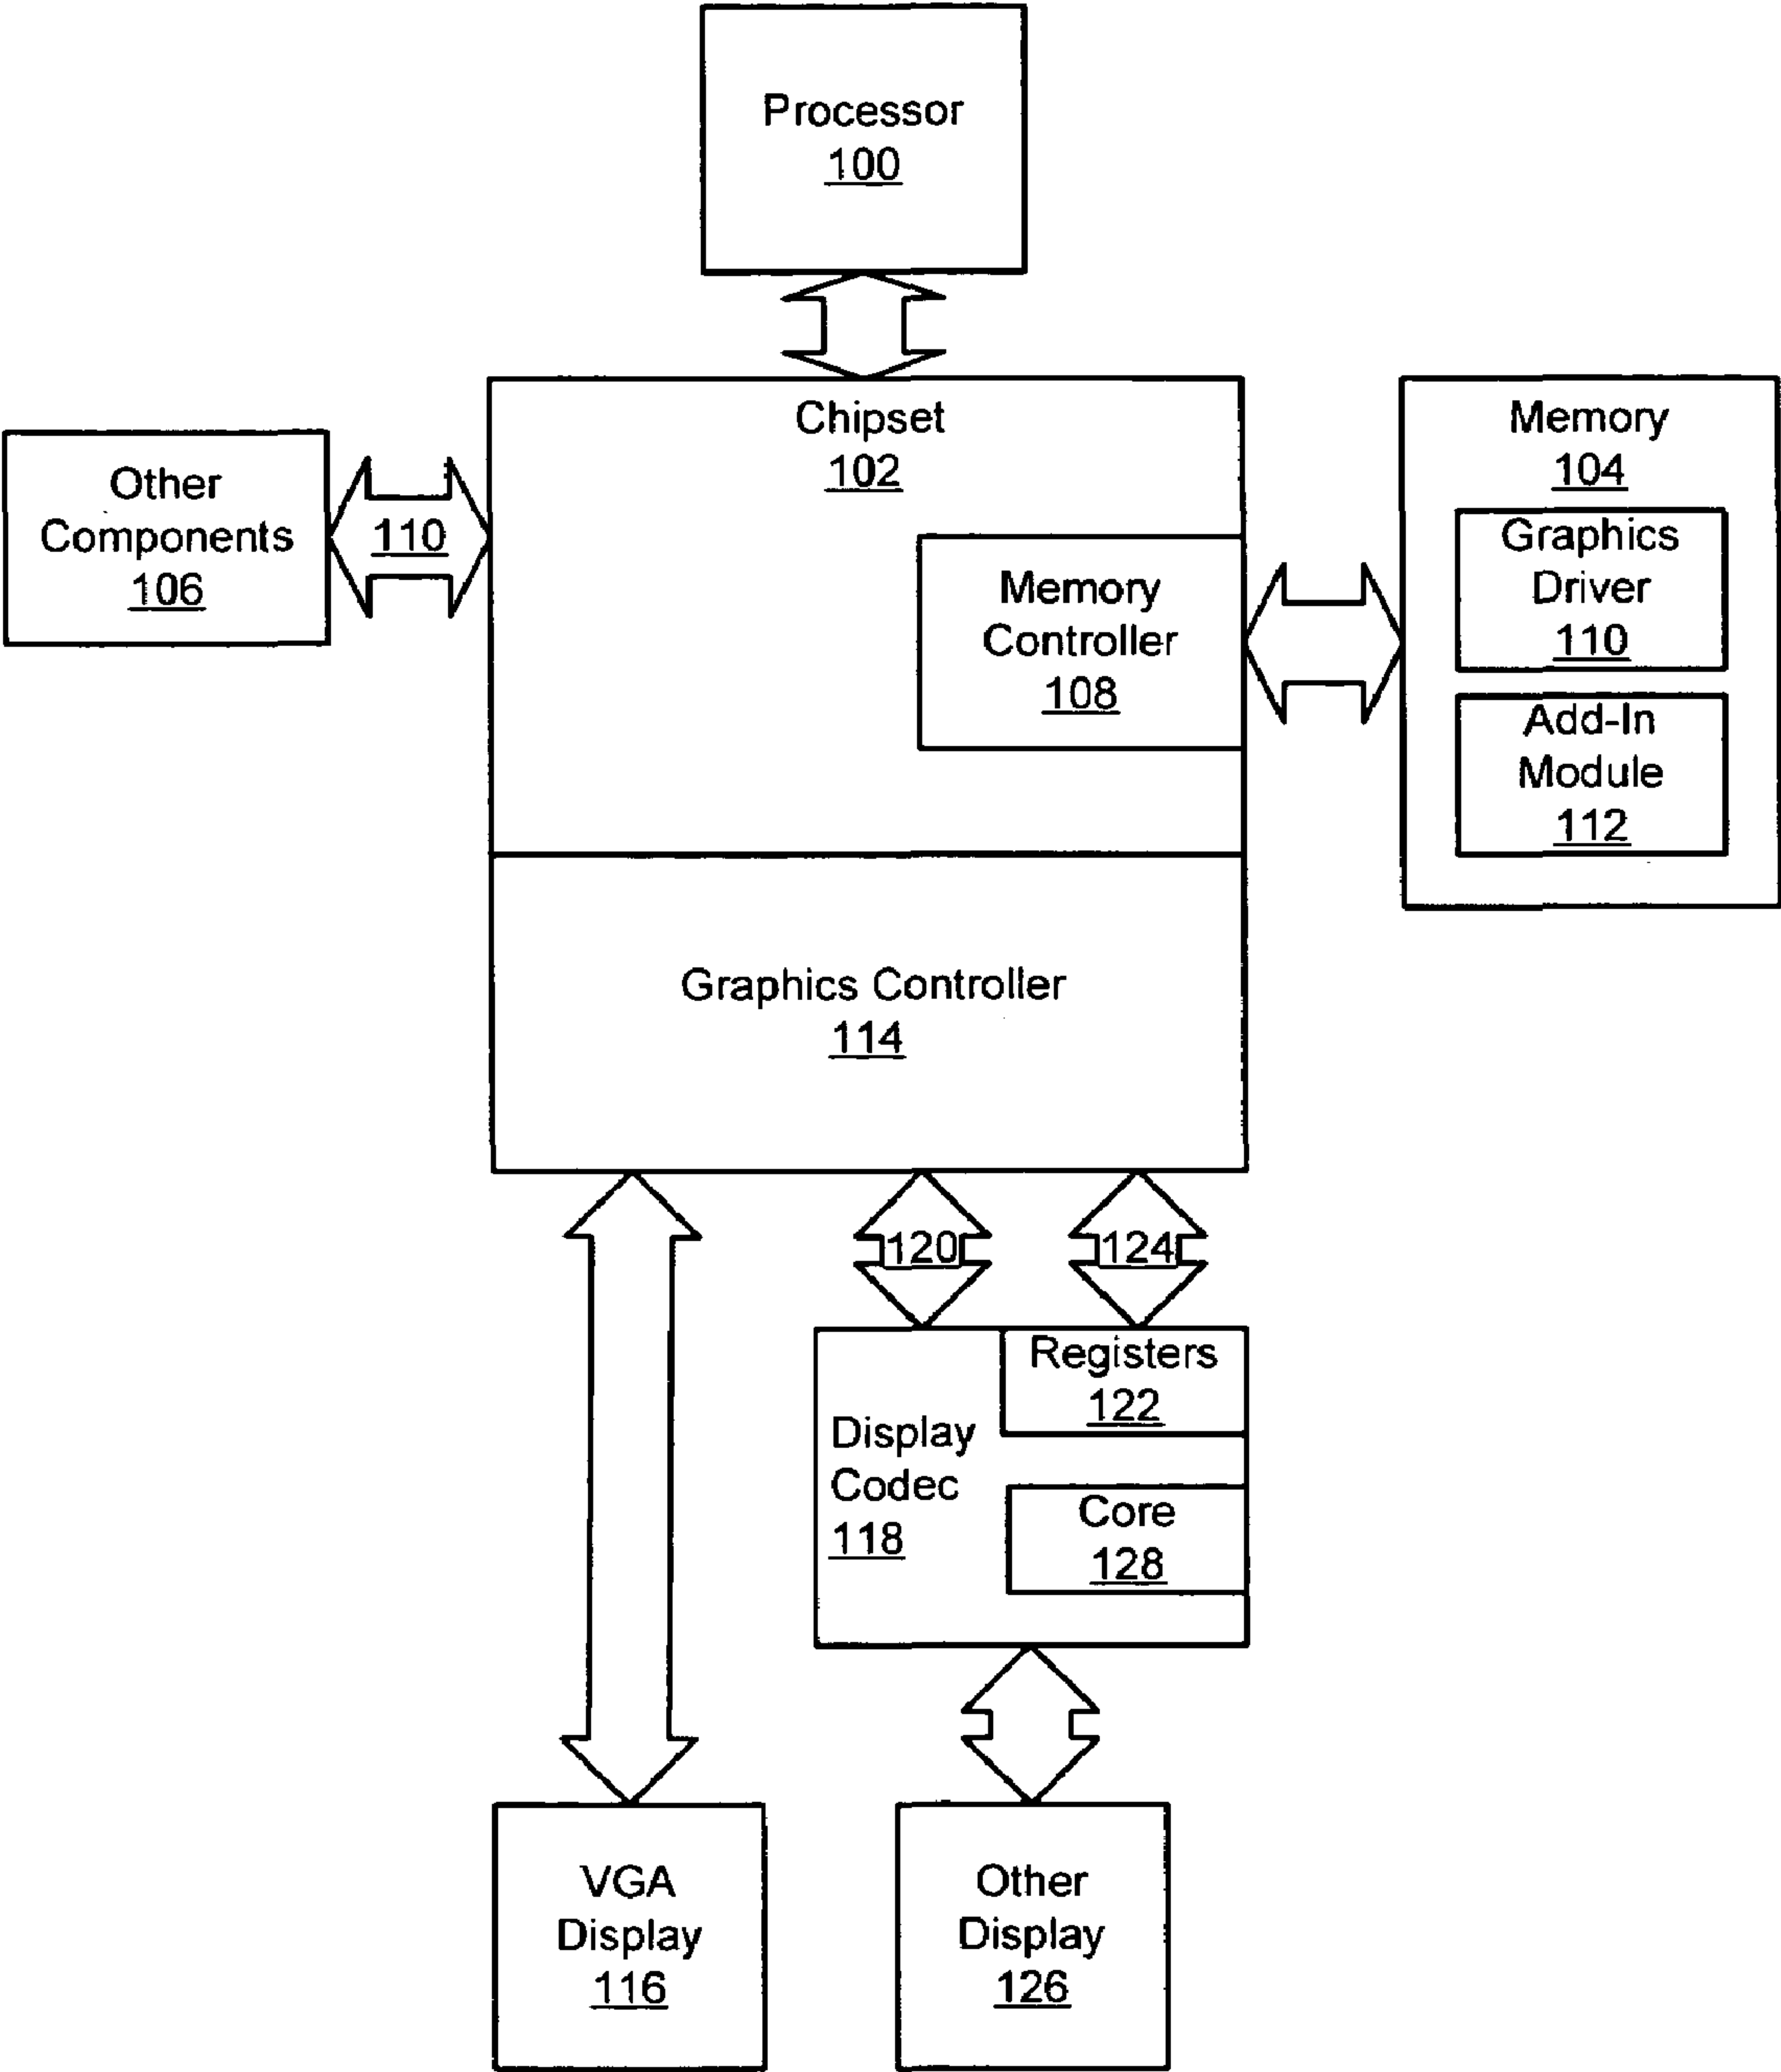 Processor
100
Chipset
102
Memory
104
Other
Components
106
110
Memory
Controller
108
Graphics
Driver
110
Add-In
Module
112
Graphics Controller
114
120
124
Registers
122
Display
Codec
118
Core
128
VGA
Display
116
Other
Display
126